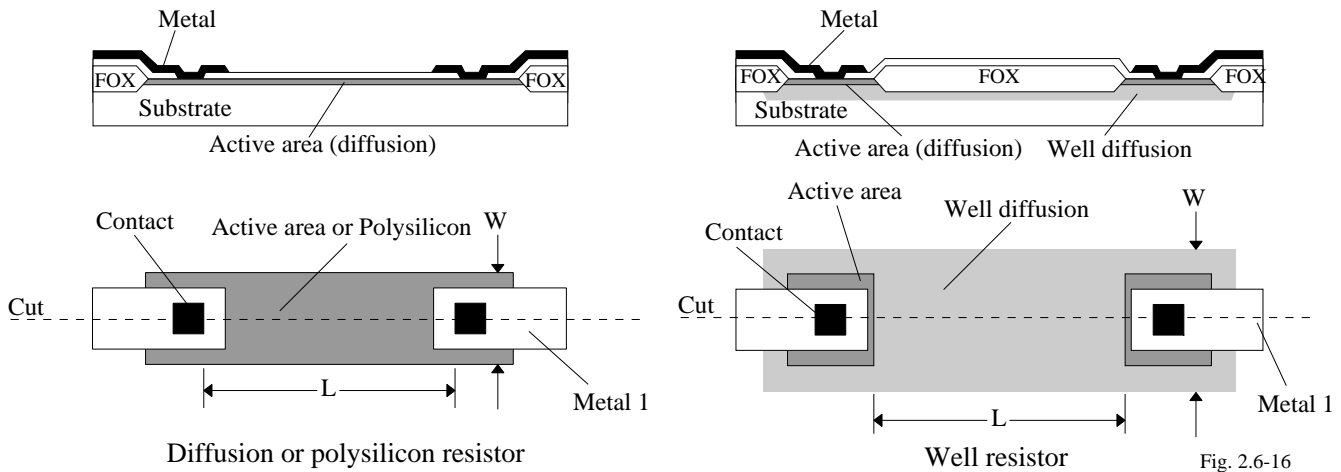 Metal
FOX
FOX
Substrate
Active area (diffusion)
Contact
Active area or Polysilicon
W
Cut
L
Metal 1
Diffusion or polysilicon resistor
Metal
FOX
FOX
FOX
Substrate
Active area (diffusion)
Well diffusion
Active area
Well diffusion
W
Contact
Cut
L
Metal 1
Well resistor
Fig. 2.6-16